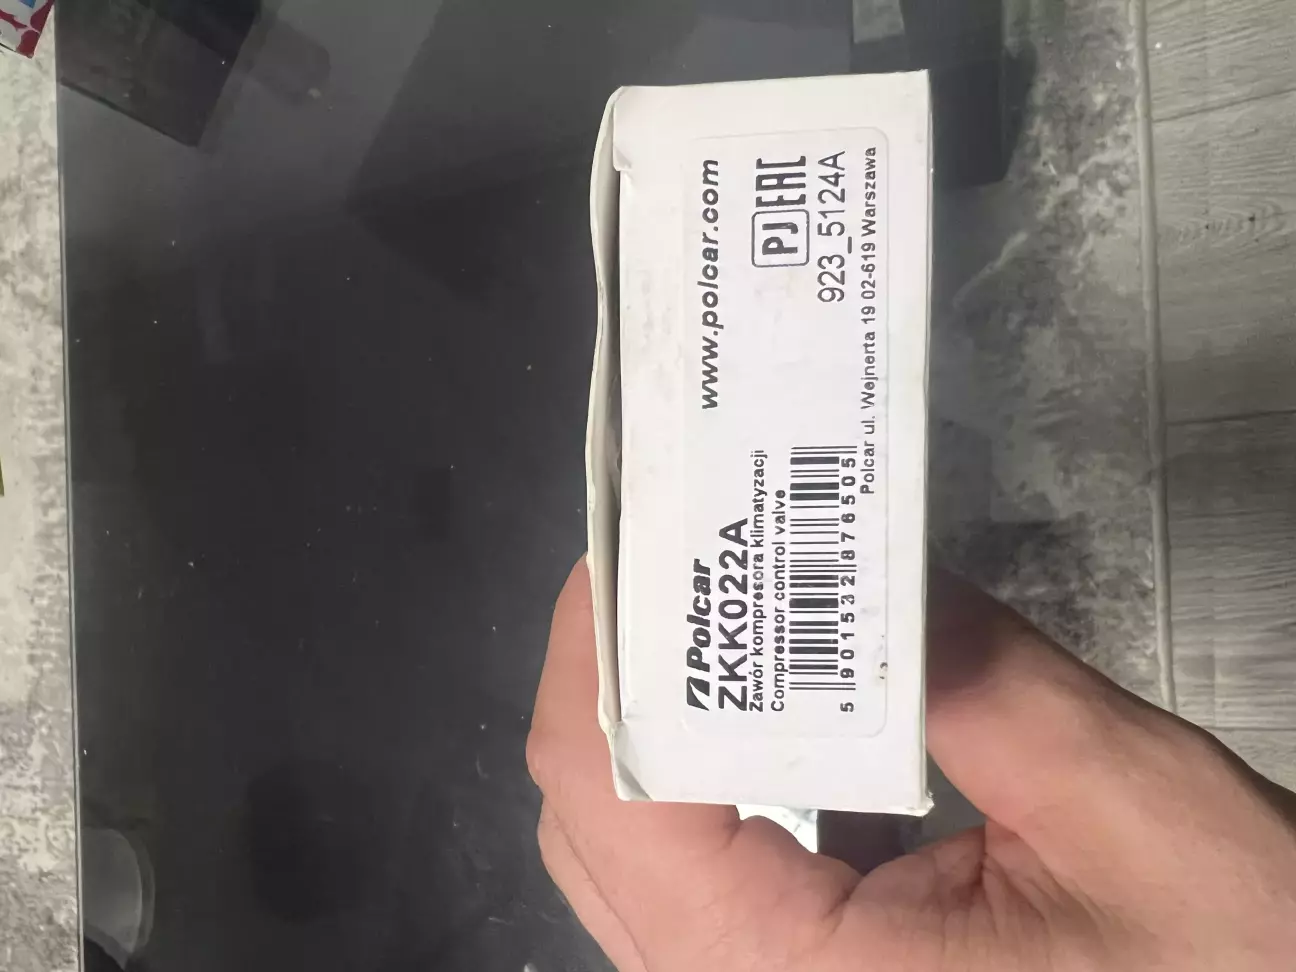 Polcar
www.polcar.com
ZKK022A
Zawór kompresora klimatyzacji
Compressor control valve
PJ EAC
923_5124A
5 901532 876505
Polcar ul. Wejnerta 19 02-619 Warszawa